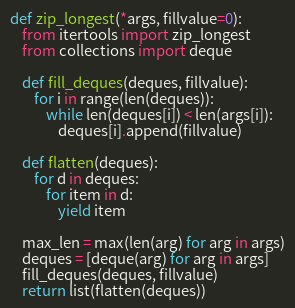 def zip_longest(*args, fillvalue=0):
    from itertools import zip_longest
    from collections import deque

    def fill_deques(deques, fillvalue):
        for i in range(len(deques)):
            while len(deques[i]) < len(args[i]):
                deques[i].append(fillvalue)

    def flatten(deques):
        for d in deques:
            for item in d:
                yield item

    max_len = max(len(arg) for arg in args)
    deques = [deque(arg) for arg in args]
    fill_deques(deques, fillvalue)
    return list(flatten(deques))